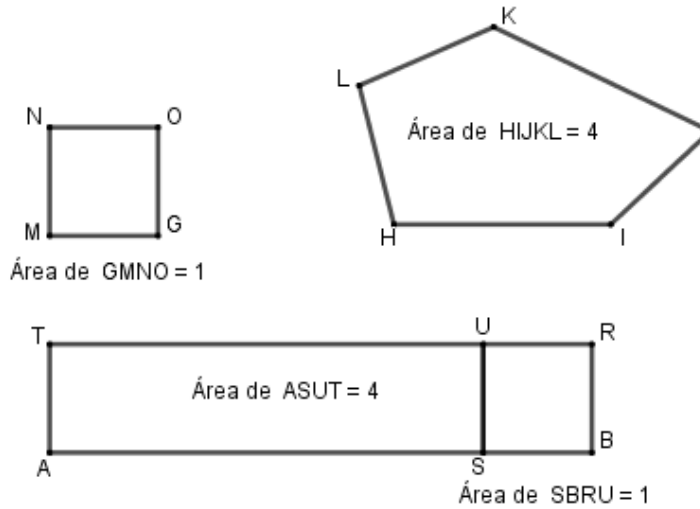 K
L
N
O
Área de HIJKL = 4
M
G
H
I
Área de GMNO = 1
T
U
R
Área de ASUT = 4
A
S
B
Área de SBRU = 1